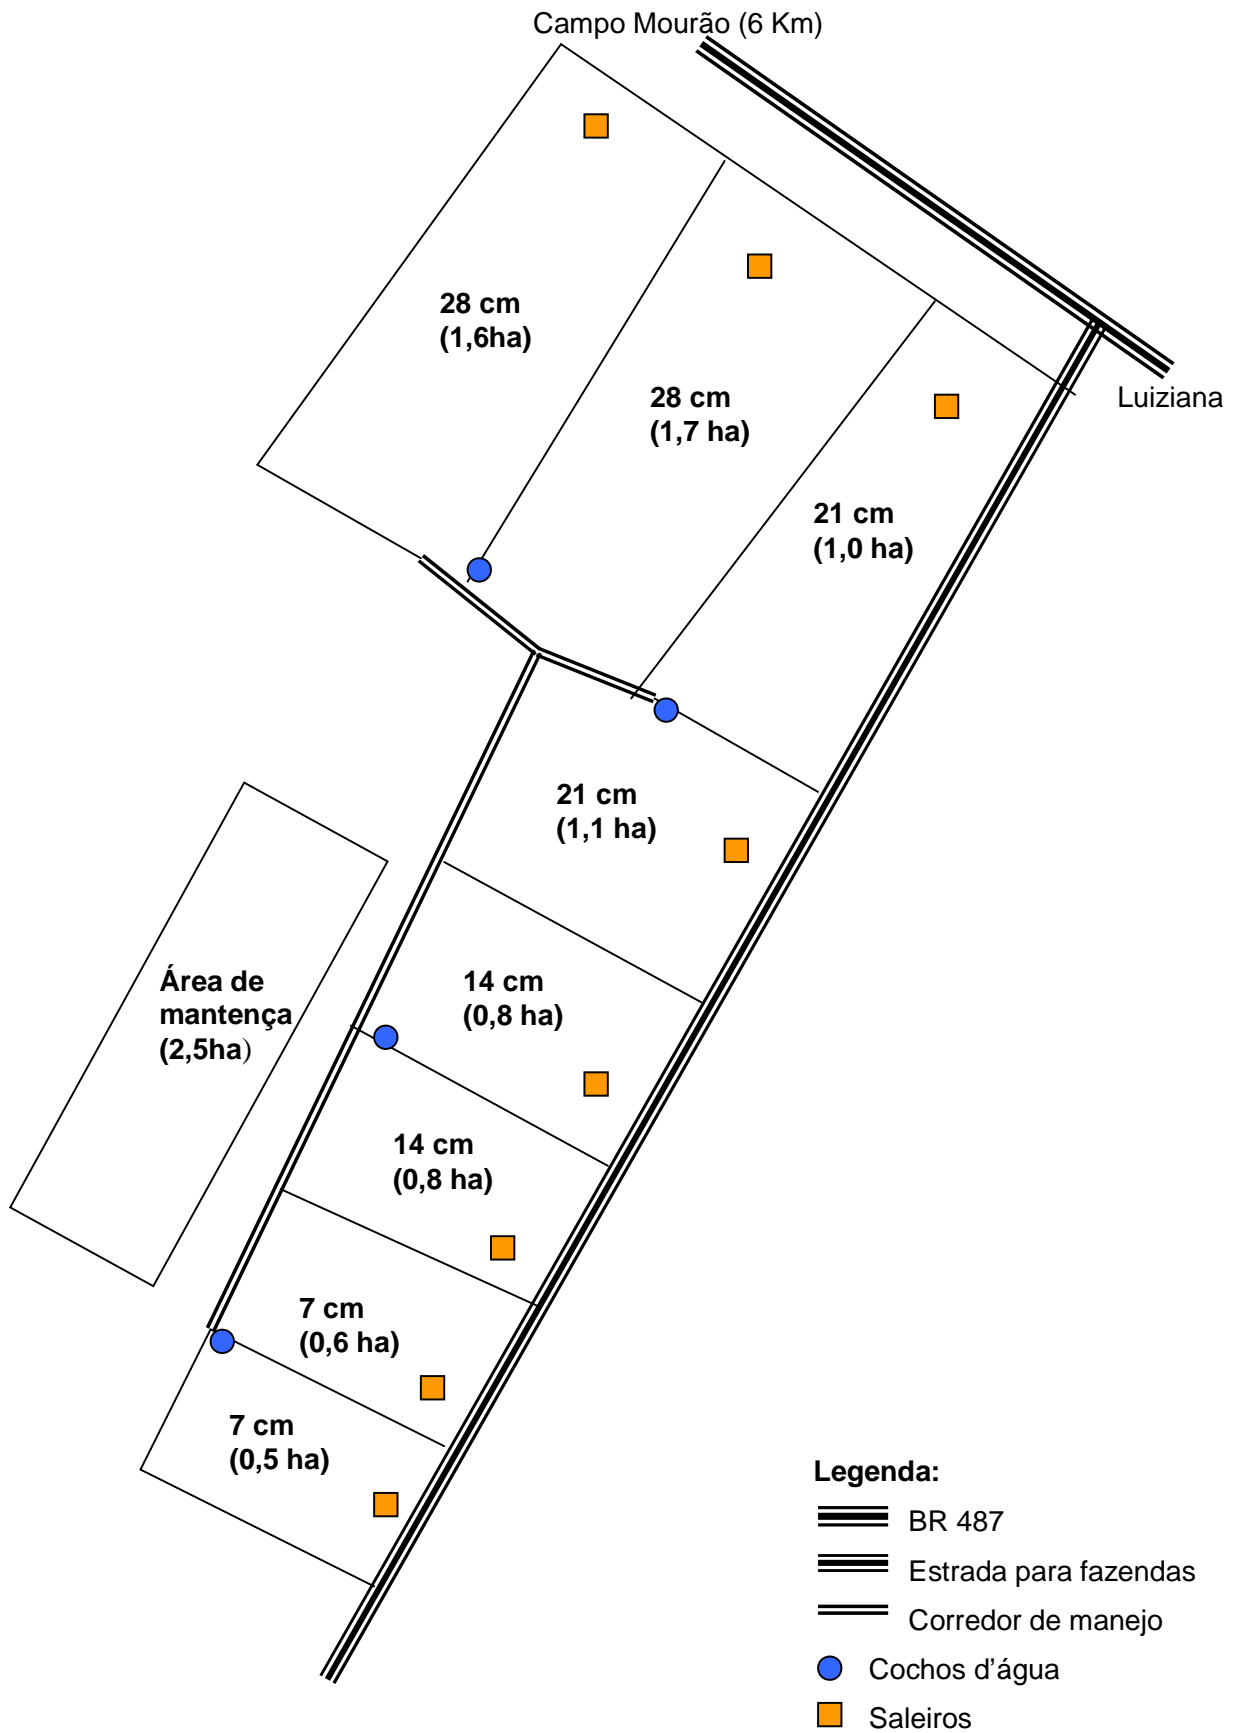 Campo Mourão (6 Km)
28 cm
(1,6ha)
28 cm
(1,7 ha)
Luiziana
21 cm
(1,0 ha)
21 cm
(1,1 ha)
Área de
mantença
(2,5ha)
14 cm
(0,8 ha)
14 cm
(0,8 ha)
7 cm
(0,6 ha)
7 cm
(0,5 ha)
Legenda:
BR 487
Estrada para fazendas
Corredor de manejo
Cochos d’água
Saleiros